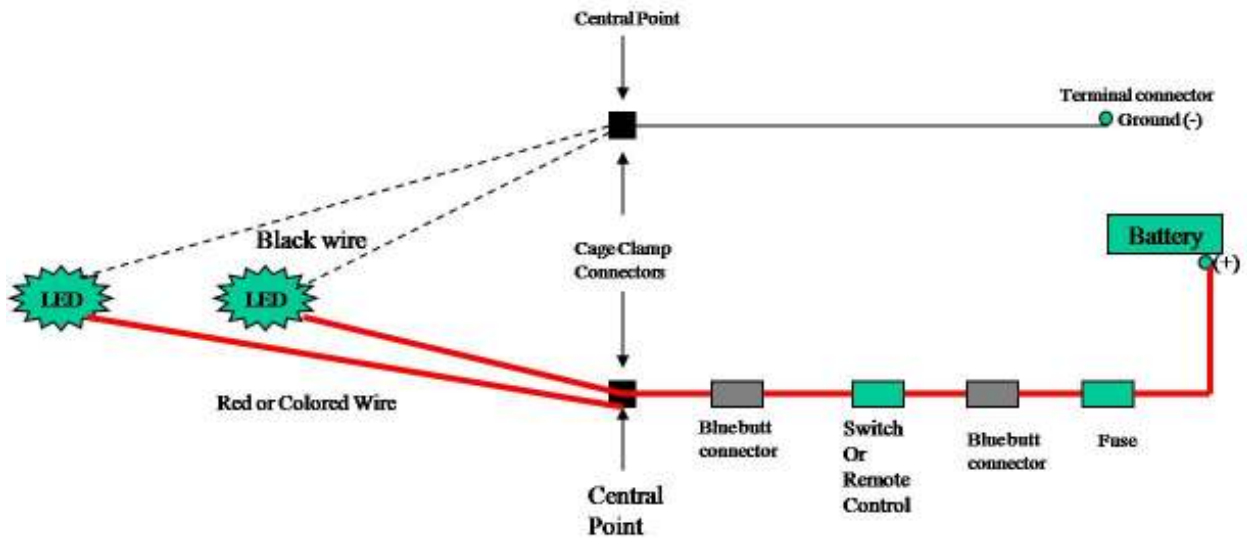 Central Point
Terminal connector
Ground (-)
Black wire
Cage Clamp
Connectors
Battery
(+)
LED
LED
Red or Colored Wire
Blue butt
connector
Switch
Or
Remote
Control
Blue butt
connector
Fuse
Central
Point